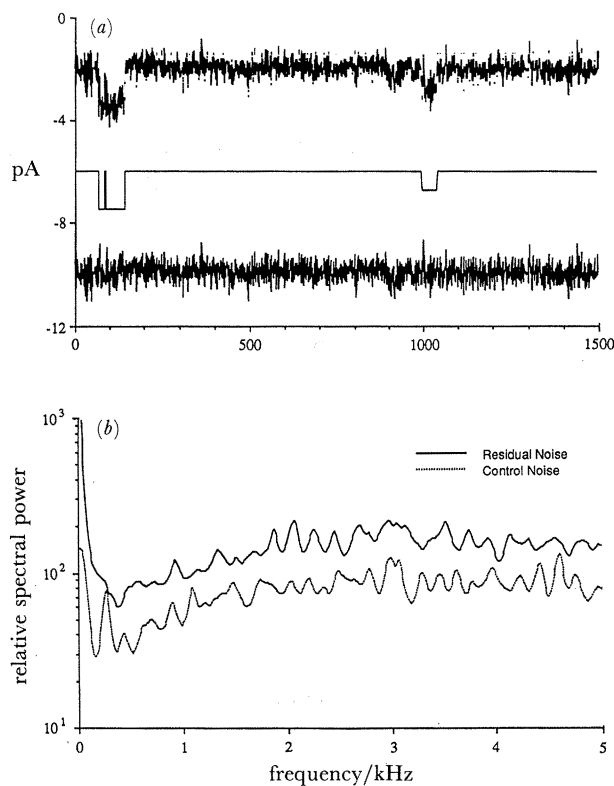 0
(a)
-4
pA
-8
-12
0
500
1000
1500
10³
(b)
Residual Noise
Control Noise
relative spectral power
10²
10¹
0
1
2
3
4
5
frequency/kHz